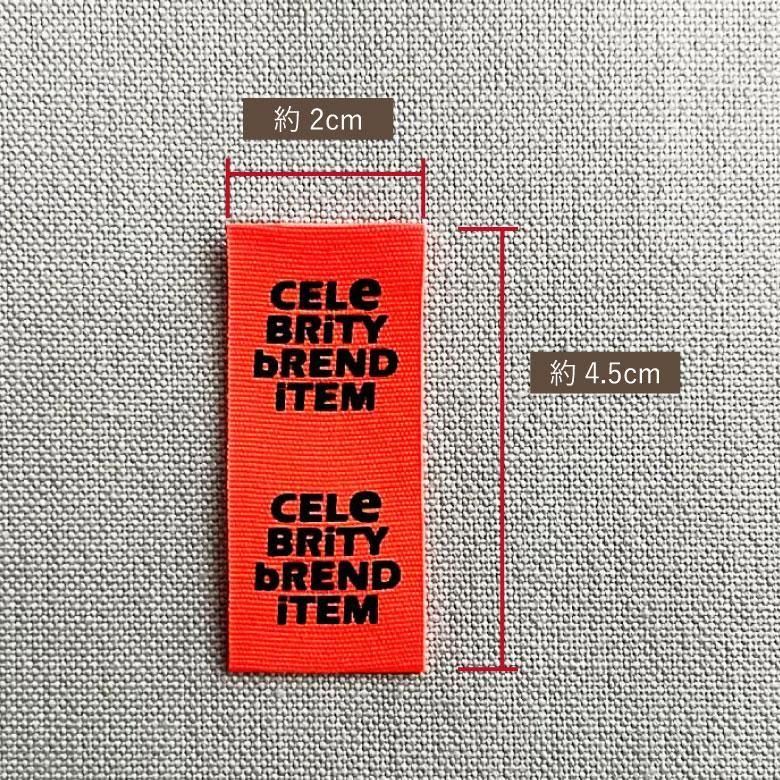 約 2cm
CELe
BRiTY
bREND
iTEM
約 4.5cm
CELe
BRiTY
bREND
iTEM